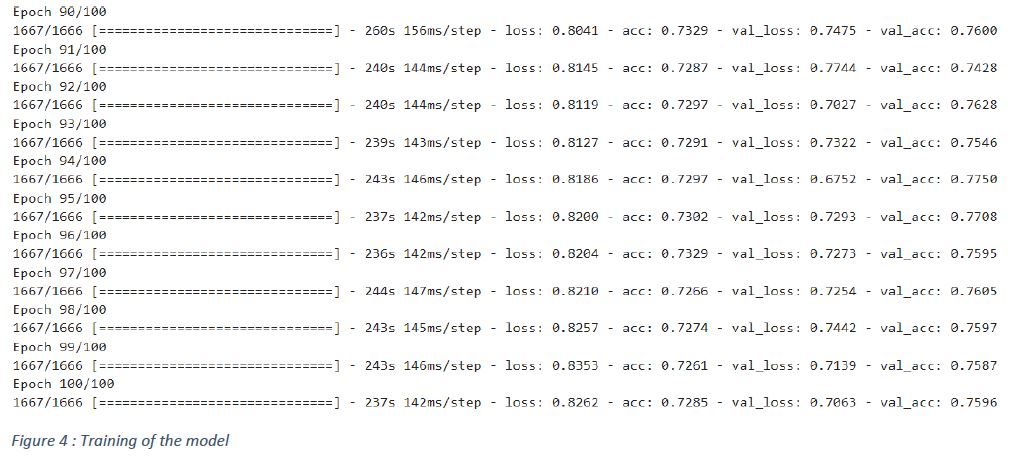 Epoch 90/100
1667/1666 [==============================] - 260s 156ms/step - loss: 0.8041 - acc: 0.7329 - val_loss: 0.7475 - val_acc: 0.7600
Epoch 91/100
1667/1666 [==============================] - 240s 144ms/step - loss: 0.8145 - acc: 0.7287 - val_loss: 0.7744 - val_acc: 0.7428
Epoch 92/100
1667/1666 [==============================] - 240s 144ms/step - loss: 0.8119 - acc: 0.7297 - val_loss: 0.7027 - val_acc: 0.7628
Epoch 93/100
1667/1666 [==============================] - 239s 143ms/step - loss: 0.8127 - acc: 0.7291 - val_loss: 0.7322 - val_acc: 0.7546
Epoch 94/100
1667/1666 [==============================] - 243s 146ms/step - loss: 0.8186 - acc: 0.7297 - val_loss: 0.6752 - val_acc: 0.7750
Epoch 95/100
1667/1666 [==============================] - 237s 142ms/step - loss: 0.8200 - acc: 0.7302 - val_loss: 0.7293 - val_acc: 0.7708
Epoch 96/100
1667/1666 [==============================] - 236s 142ms/step - loss: 0.8204 - acc: 0.7329 - val_loss: 0.7273 - val_acc: 0.7595
Epoch 97/100
1667/1666 [==============================] - 244s 147ms/step - loss: 0.8210 - acc: 0.7266 - val_loss: 0.7254 - val_acc: 0.7605
Epoch 98/100
1667/1666 [==============================] - 243s 145ms/step - loss: 0.8257 - acc: 0.7274 - val_loss: 0.7442 - val_acc: 0.7597
Epoch 99/100
1667/1666 [==============================] - 243s 146ms/step - loss: 0.8353 - acc: 0.7261 - val_loss: 0.7139 - val_acc: 0.7587
Epoch 100/100
1667/1666 [==============================] - 237s 142ms/step - loss: 0.8262 - acc: 0.7285 - val_loss: 0.7063 - val_acc: 0.7596
Figure 4 : Training of the model